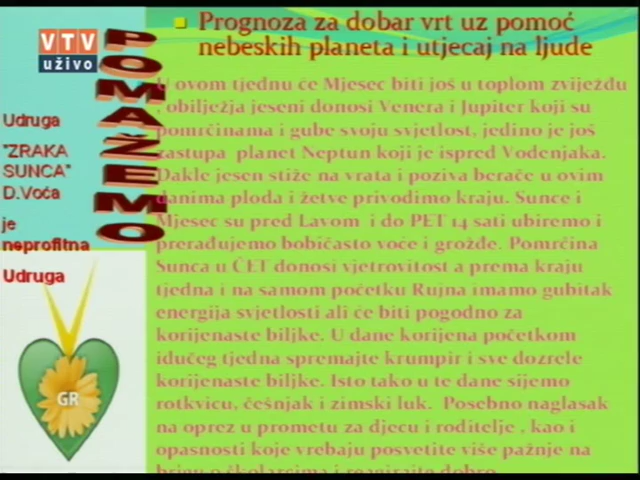 VTV
uživo
POMAŽEMO
Udruga
"ZRAKA
SUNCA"
D.Voća
je
neprofitna
Udruga
GR
Prognoza za dobar vrt uz pomoć
nebeskih planeta i utjecaj na ljude
U ovom tjednu će Mjesec biti još u toplom zviježdu
, obilježja jeseni donosi Venera i Jupiter koji su
pomrčinama i gube svoju svjetlost, jedino je još
zastupa planet Neptun koji je ispred Vodenjaka.
Dakle jesen stiže na vrata i poziva berače u ovim
danima ploda i žetve privodimo kraju. Sunce i
Mjesec su pred Lavom i do PET 14 sati ubiremo i
prerađujemo bobičasto voće i grožđe. Pomrčina
Sunca u ČET donosi vjetrovitost a prema kraju
tjedna i na samom početku Rujna imamo gubitak
energija svjetlosti ali će biti pogodno za
korijenaste biljke. U dane korijena početkom
idućeg tjedna spremajte krumpir i sve dozrele
korijenaste biljke. Isto tako u te dane sijemo
rotkvicu, češnjak i zimski luk. Posebno naglasak
na oprez u prometu za djecu i roditelje , kao i
opasnosti koje vrebaju posvetite više pažnje na
brigu o školarcima i reagirajte dobro